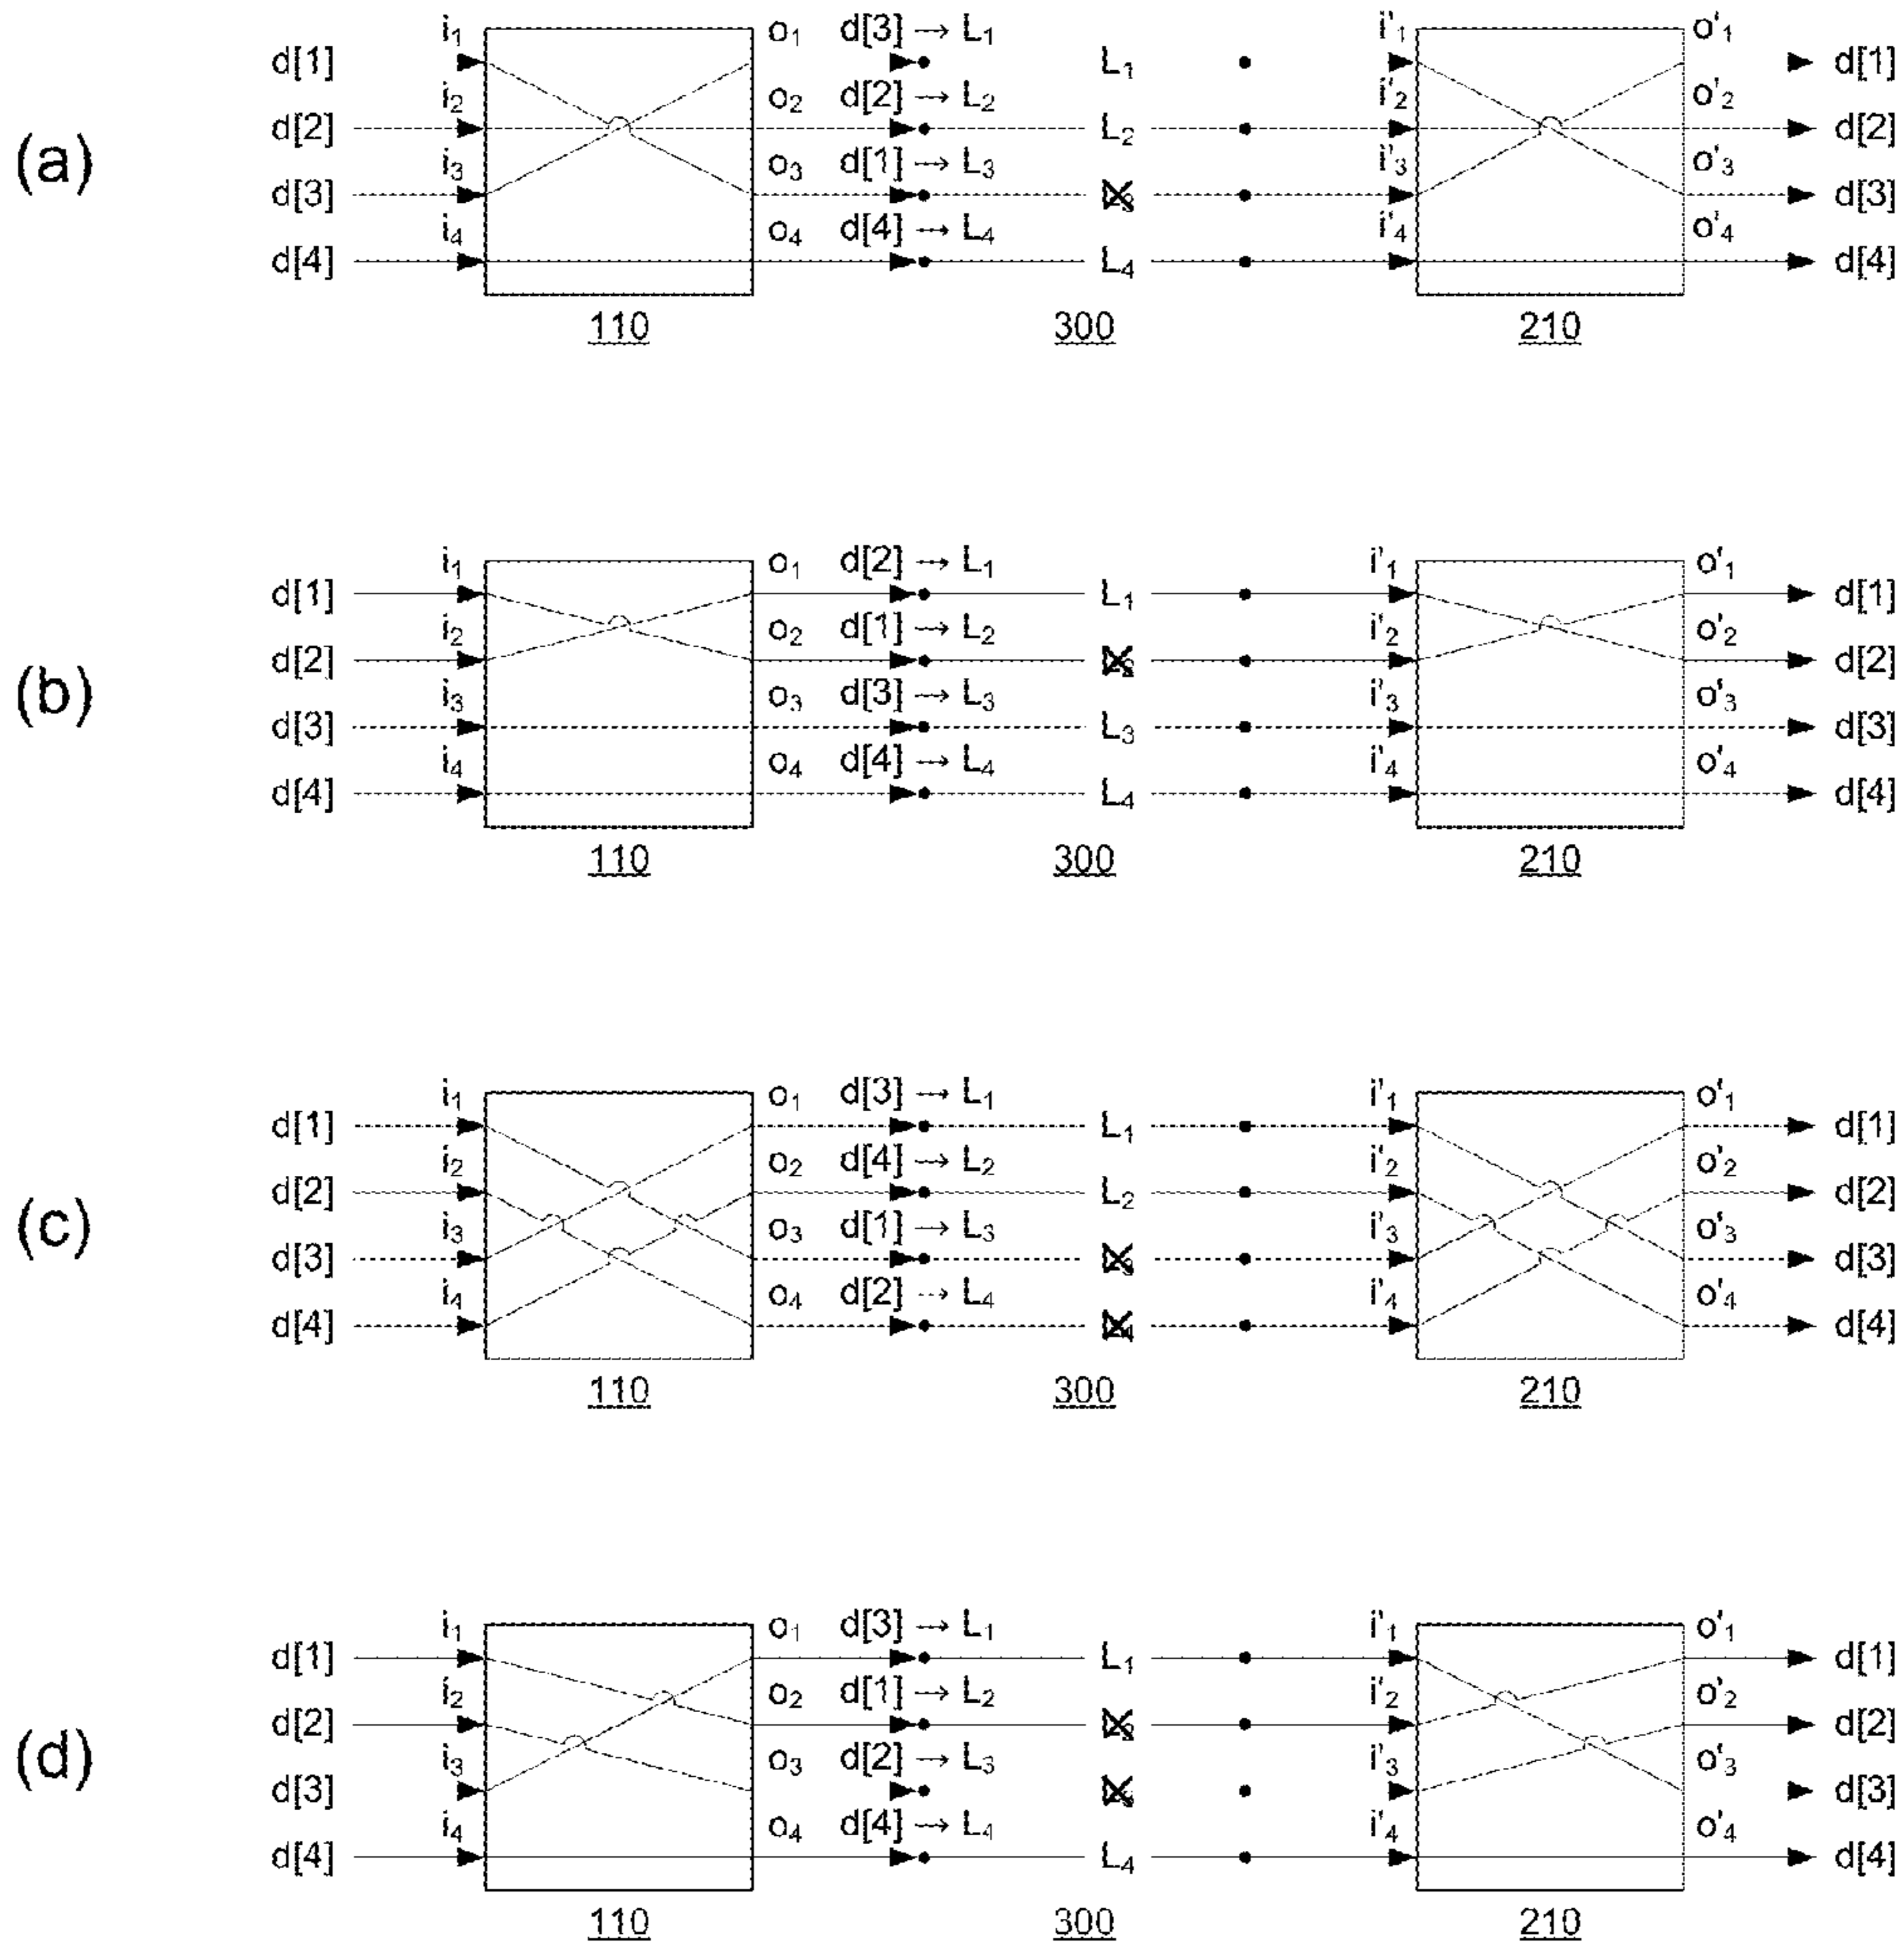 (a)
i₁ o₁ d[3] → L₁ i'₁ o'₁
d[1] L₁ d[1]
i₂ o₂ d[2] → L₂ i'₂ o'₂
d[2] L₂ d[2]
i₃ o₃ d[1] → L₃ i'₃ o'₃
d[3] d[3]
i₄ o₄ d[4] → L₄ i'₄ o'₄
d[4] L₄ d[4]
110 300 210
(b)
i₁ o₁ d[2] → L₁ i'₁ o'₁
d[1] L₁ d[1]
i₂ o₂ d[1] → L₂ i'₂ o'₂
d[2] d[2]
i₃ o₃ d[3] → L₃ i'₃ o'₃
d[3] L₃ d[3]
i₄ o₄ d[4] → L₄ i'₄ o'₄
d[4] L₄ d[4]
110 300 210
(c)
i₁ o₁ d[3] → L₁ i'₁ o'₁
d[1] L₁ d[1]
i₂ o₂ d[4] → L₂ i'₂ o'₂
d[2] L₂ d[2]
i₃ o₃ d[1] → L₃ i'₃ o'₃
d[3] d[3]
i₄ o₄ d[2] → L₄ i'₄ o'₄
d[4] d[4]
110 300 210
(d)
i₁ o₁ d[3] → L₁ i'₁ o'₁
d[1] L₁ d[1]
i₂ o₂ d[1] → L₂ i'₂ o'₂
d[2] d[2]
i₃ o₃ d[2] → L₃ i'₃ o'₃
d[3] d[3]
i₄ o₄ d[4] → L₄ i'₄ o'₄
d[4] L₄ d[4]
110 300 210